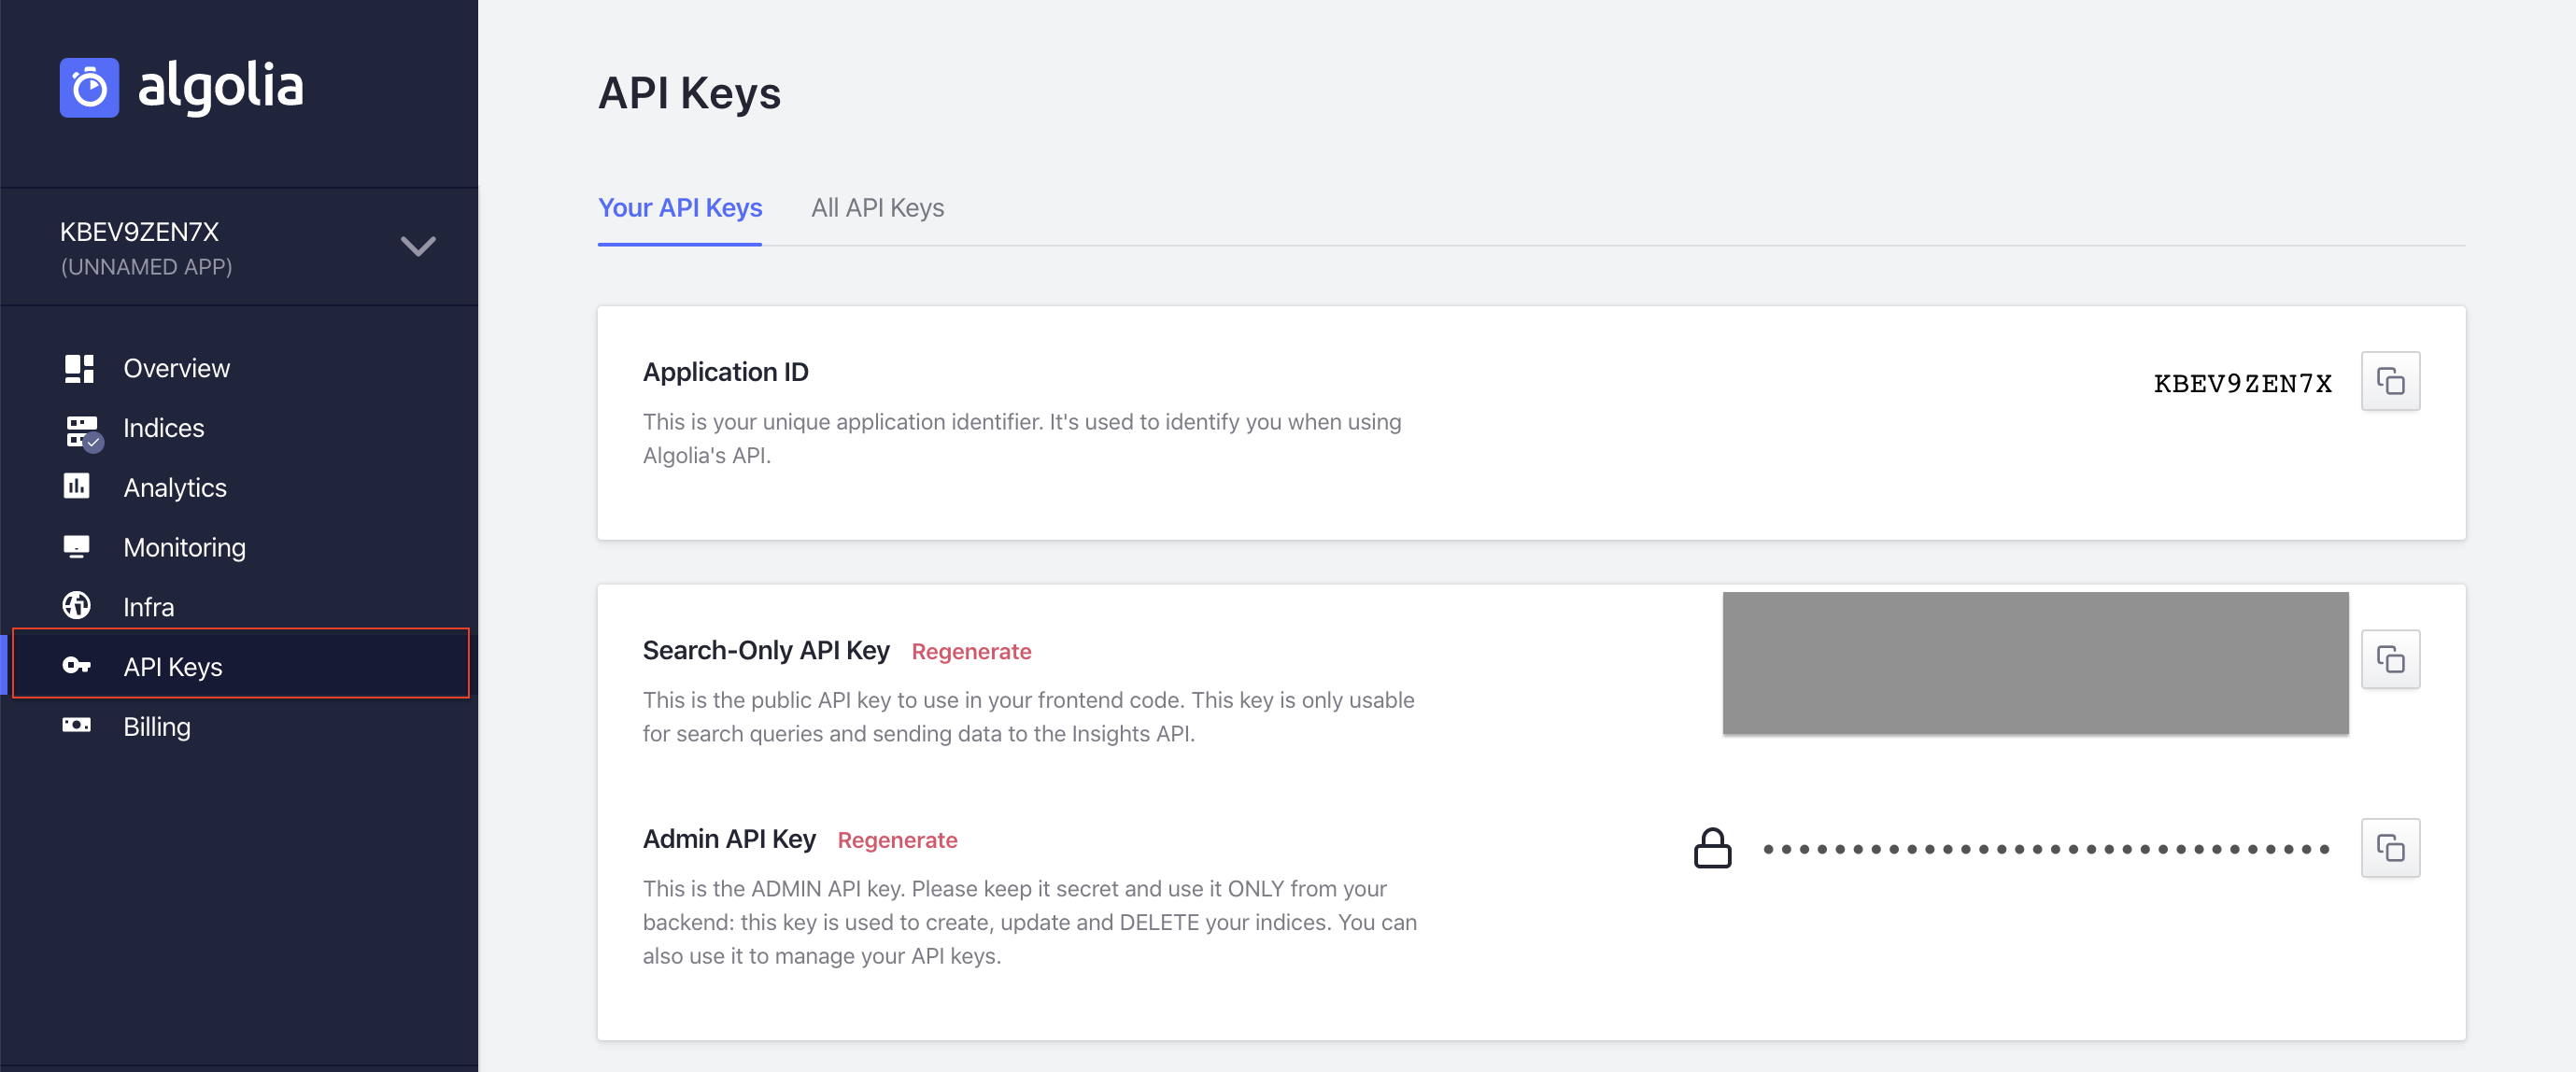 algolia
KBEV9ZEN7X
(UNNAMED APP)
Overview
Indices
Analytics
Monitoring
Infra
API Keys
Billing
API Keys
Your API Keys All API Keys
Application ID
This is your unique application identifier. It's used to identify you when using
Algolia's API.
KBEV9ZEN7X
Search-Only API Key Regenerate
This is the public API key to use in your frontend code. This key is only usable
for search queries and sending data to the Insights API.
Admin API Key Regenerate
This is the ADMIN API key. Please keep it secret and use it ONLY from your
backend: this key is used to create, update and DELETE your indices. You can
also use it to manage your API keys.